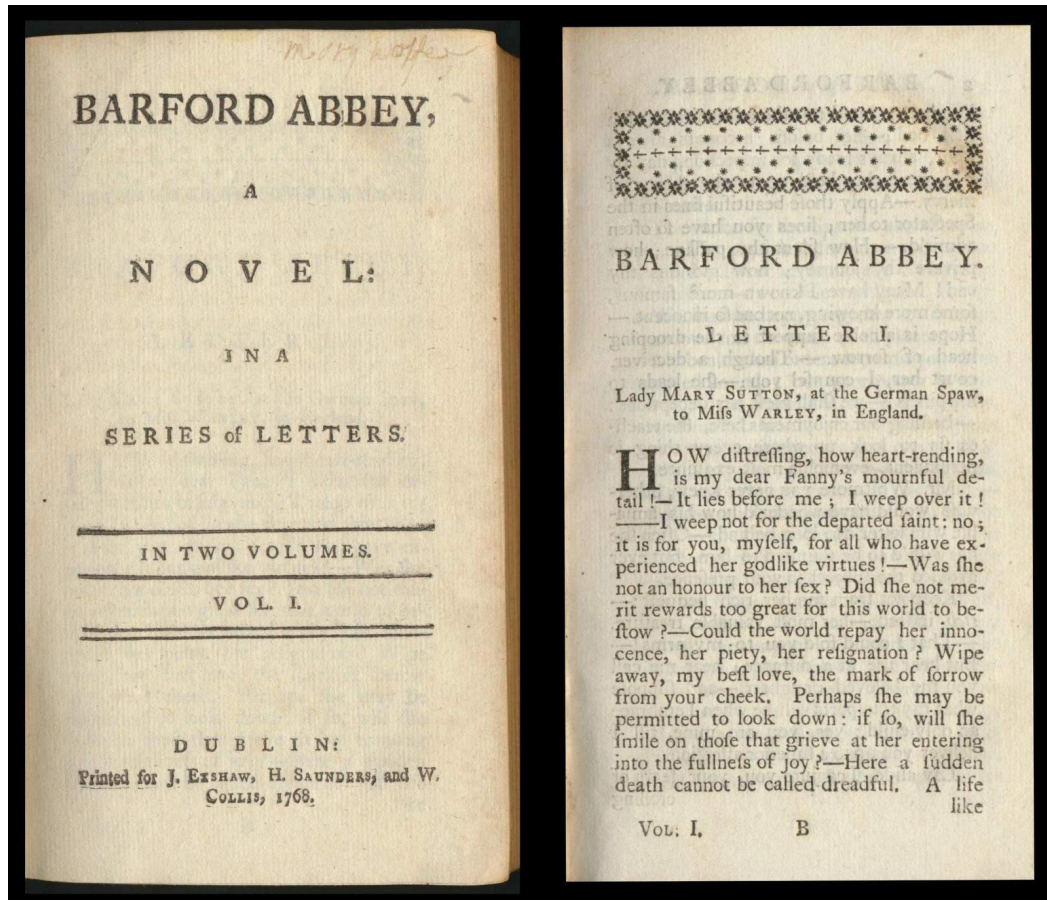 BARFORD ABBEY,
A
NOVEL:
IN A
SERIES of LETTERS.
IN TWO VOLUMES.
VOL. I.
DUBLIN:
Printed for J. EXSHAW, H. SAUNDERS, and W.
COLLIS, 1768.
BARFORD ABBEY.
LETTER I.
Lady MARY SUTTON, at the German Spaw,
to Miſs WARLEY, in England.
HOW diſtreſſing, how heart-rending,
is my dear Fanny's mournful de-
tail !—It lies before me ; I weep over it !
——I weep not for the departed ſaint : no ;
it is for you, myſelf, for all who have ex-
perienced her godlike virtues !—Was ſhe
not an honour to her ſex ? Did ſhe not me-
rit rewards too great for this world to be-
ſtow ?—Could the world repay her inno-
cence, her piety, her reſignation ? Wipe
away, my beſt love, the mark of ſorrow
from your cheek. Perhaps ſhe may be
permitted to look down : if ſo, will ſhe
ſmile on thoſe that grieve at her entering
into the fullneſs of joy ?—Here a ſudden
death cannot be called dreadful. A life
like
VOL. I. B